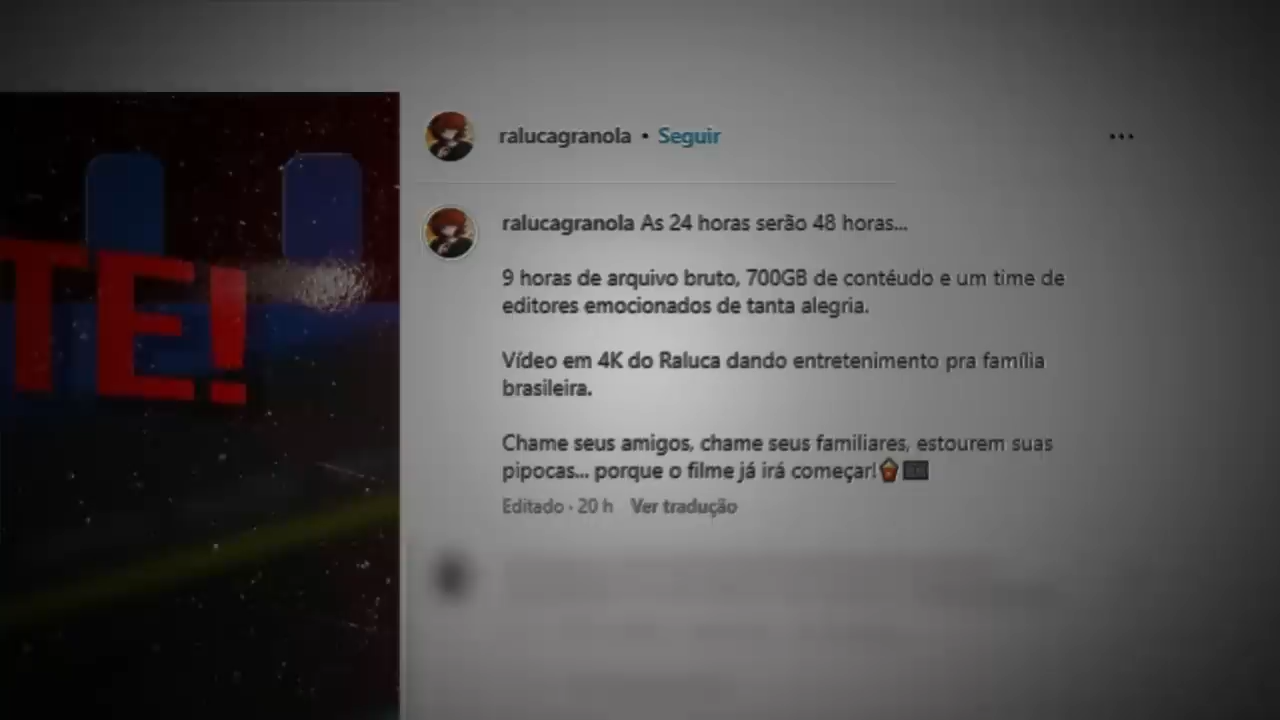 TE!
ralucagranola • Seguir
ralucagranola As 24 horas serão 48 horas...
9 horas de arquivo bruto, 700GB de contéudo e um time de
editores emocionados de tanta alegria.
Vídeo em 4K do Raluca dando entretenimento pra família
brasileira.
Chame seus amigos, chame seus familiares, estourem suas
pipocas... porque o filme já irá começar!🍿🎞️
Editado · 20 h Ver tradução